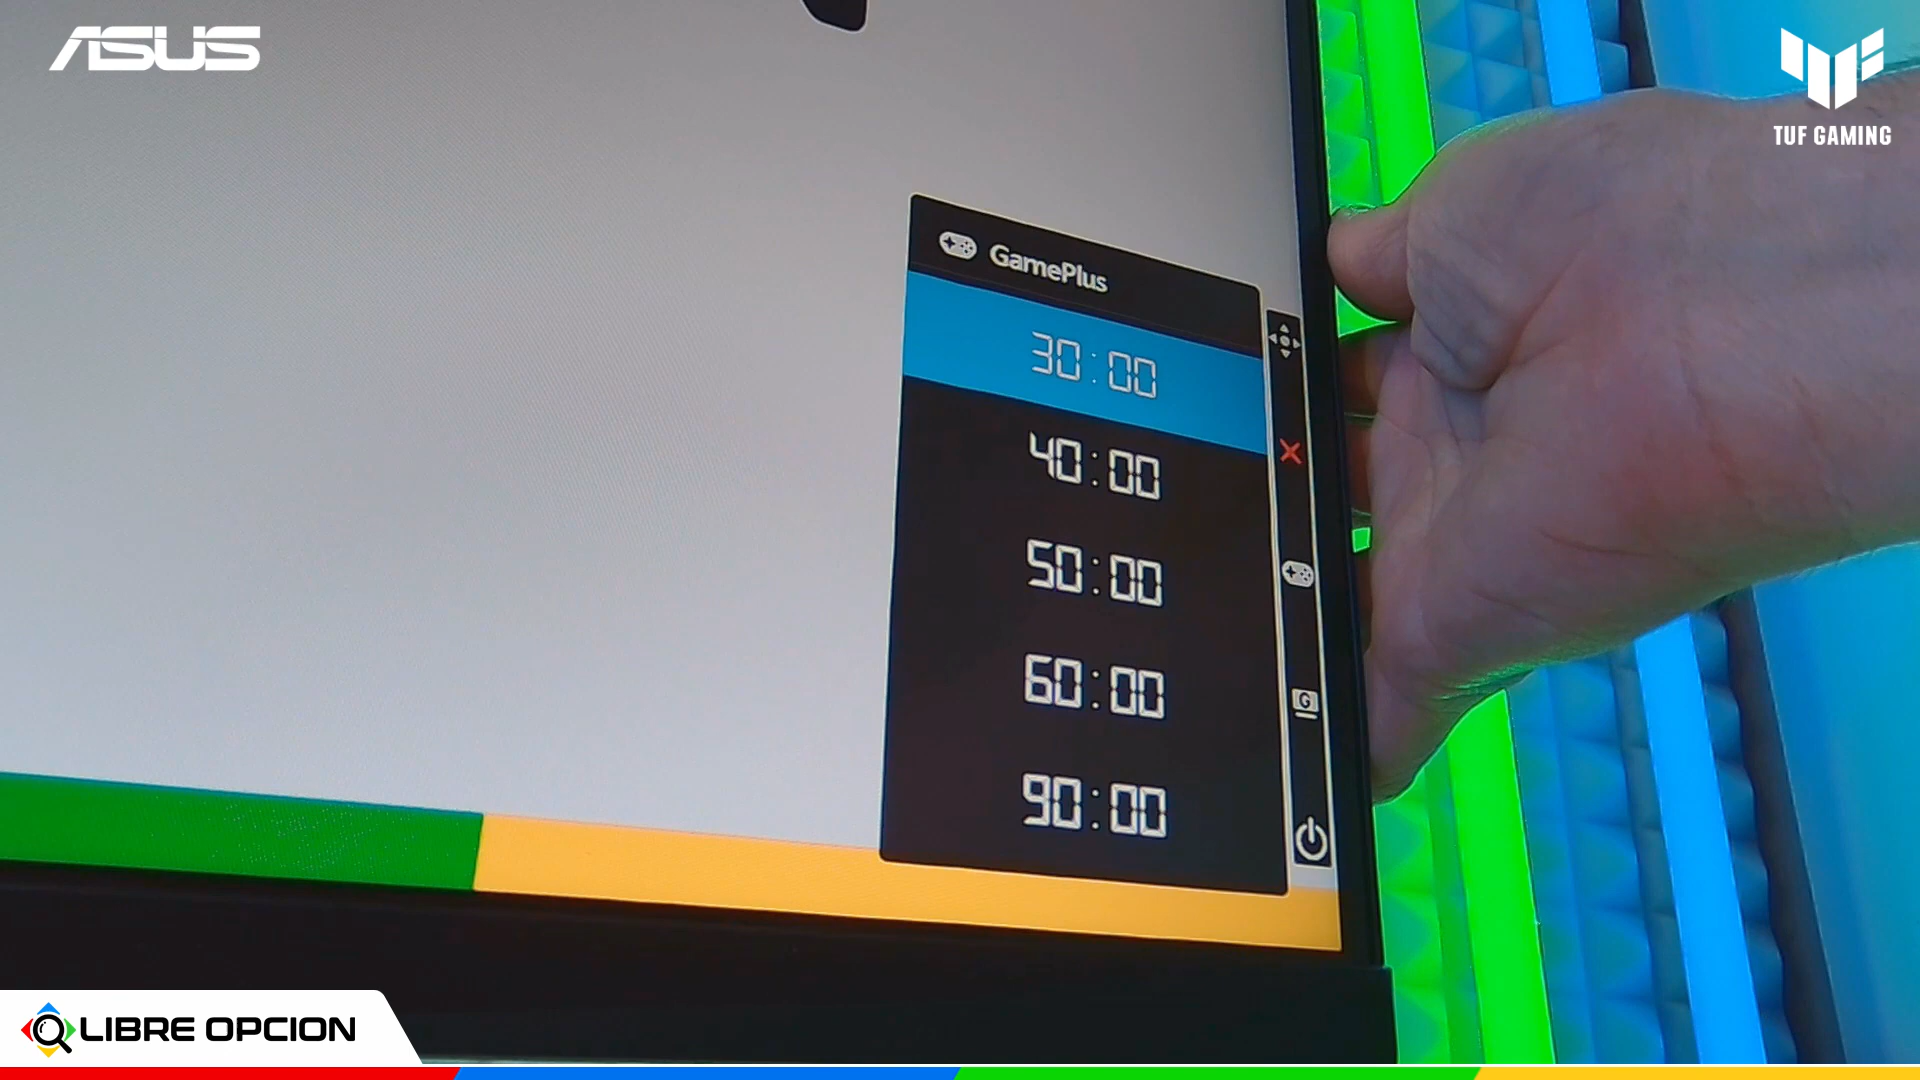 ASUS
TUF GAMING
GamePlus
30:00
40:00
50:00
60:00
90:00
G
LIBRE OPCION